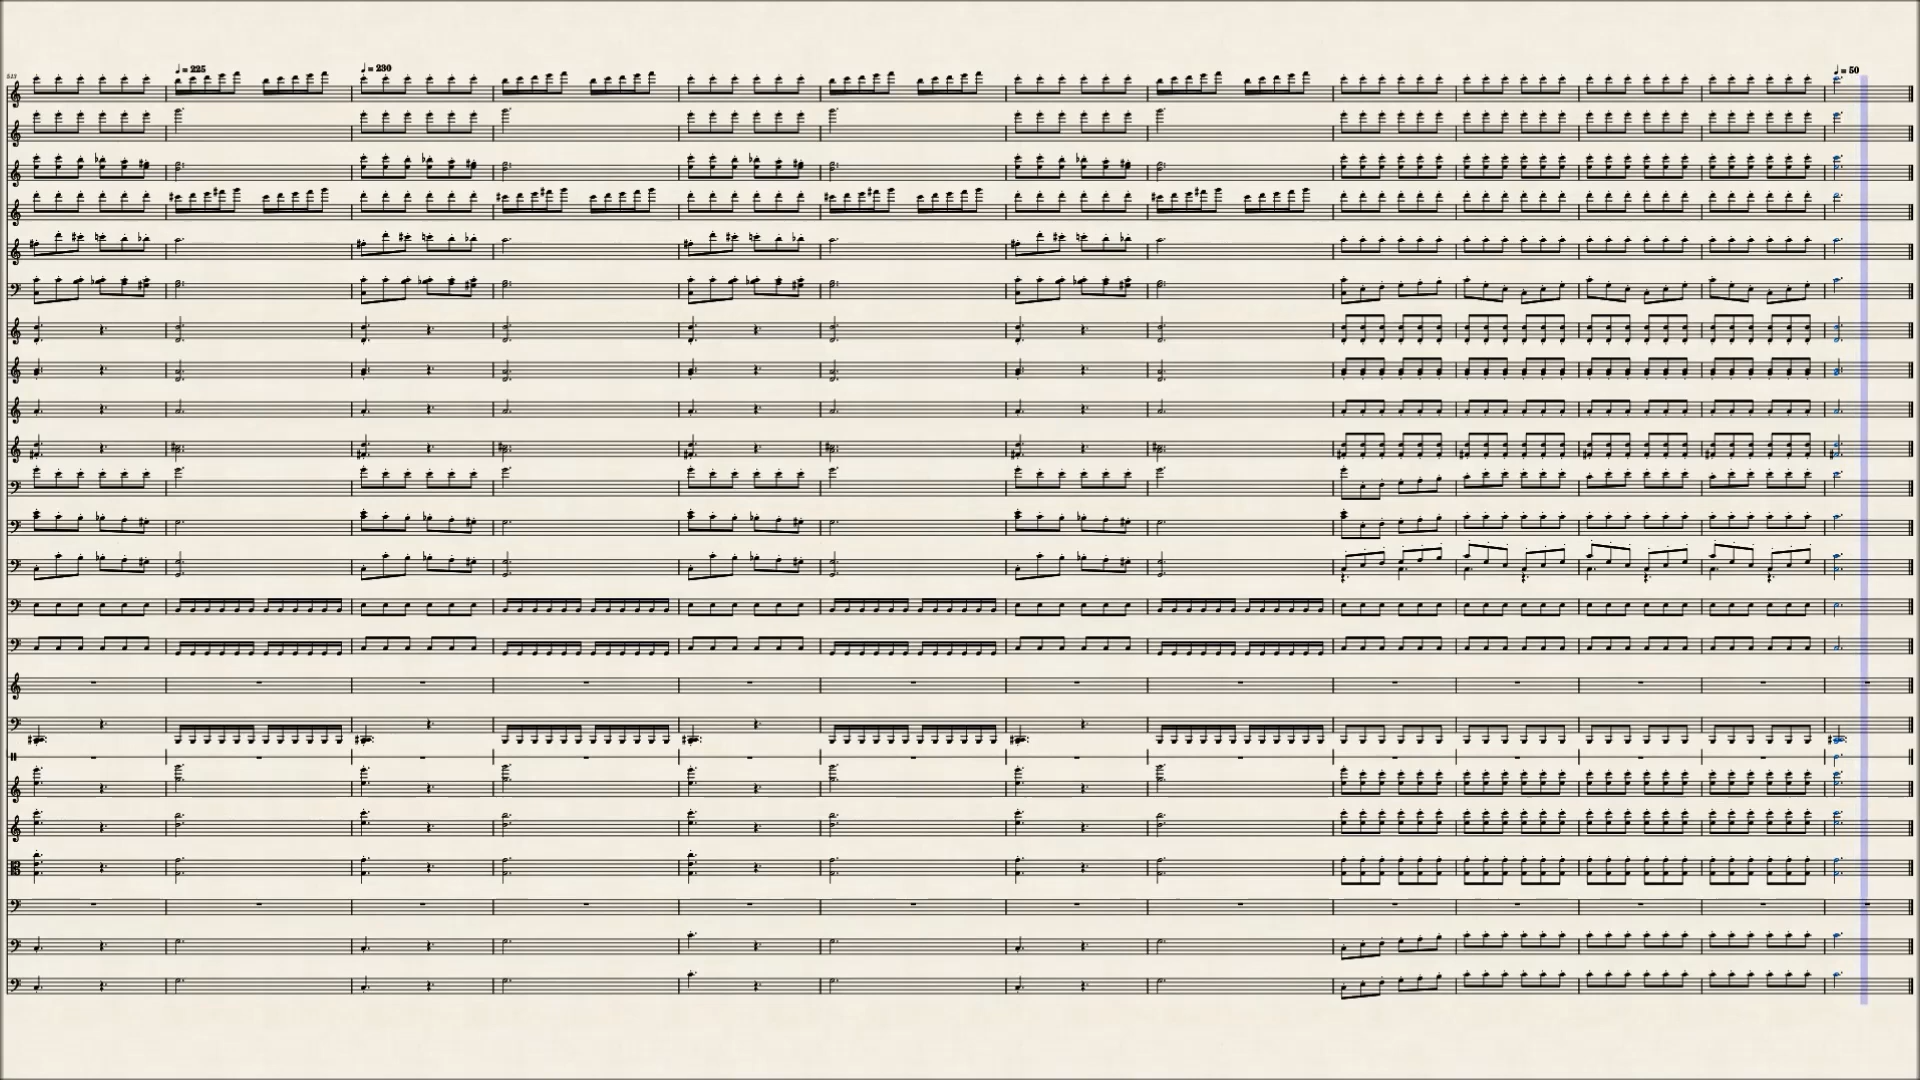 ♩ = 225
♩ = 230
♩ = 50